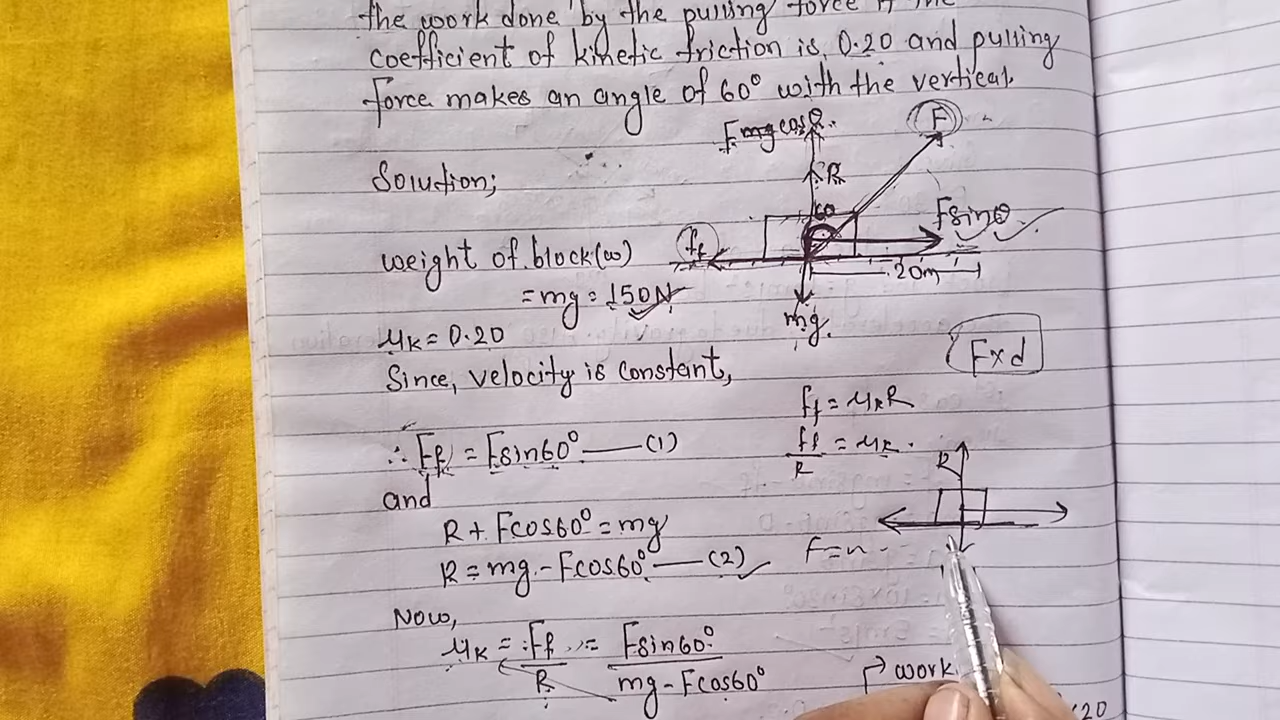 the work done by the pulling force if the
coefficient of kinetic friction is 0.20 and pulling
force makes an angle of 60° with the vertical.
Solution;
F cosθ.
F
R
60
Fsinθ
ff
20m
mg.
weight of block(ω)
= mg = 150N
μK = 0.20
Since, velocity is constant,
F×d
ff = μKR
ff/R = μK.
∴ Ff = Fsin60° —— (1)
and
R + Fcos60° = mg
R = mg - Fcos60° —— (2)
R
F = n
Now,
μK = Ff/R = Fsin60°/mg - Fcos60°
work